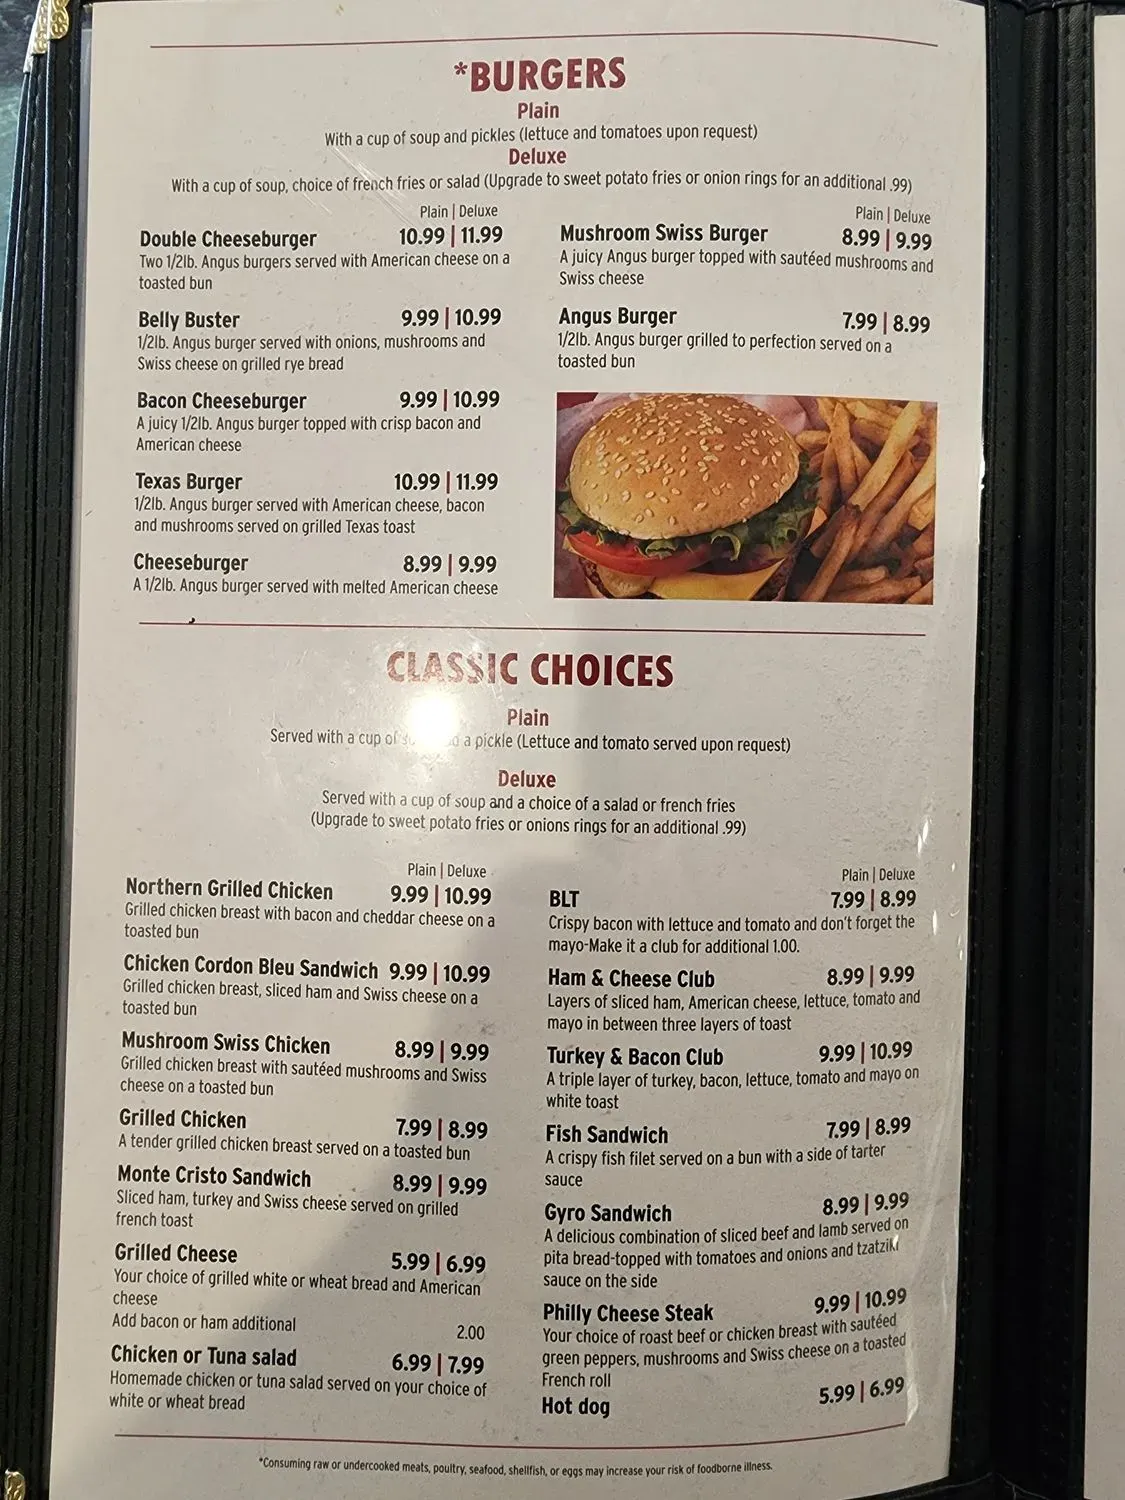 *BURGERS
Plain
With a cup of soup and pickles (lettuce and tomatoes upon request)
Deluxe
With a cup of soup, choice of french fries or salad (Upgrade to sweet potato fries or onion rings for an additional .99)
Plain | Deluxe
Double Cheeseburger 10.99 | 11.99
Two 1/2lb. Angus burgers served with American cheese on a
toasted bun
Belly Buster 9.99 | 10.99
1/2lb. Angus burger served with onions, mushrooms and
Swiss cheese on grilled rye bread
Bacon Cheeseburger 9.99 | 10.99
A juicy 1/2lb. Angus burger topped with crisp bacon and
American cheese
Texas Burger 10.99 | 11.99
1/2lb. Angus burger served with American cheese, bacon
and mushrooms served on grilled Texas toast
Cheeseburger 8.99 | 9.99
A 1/2lb. Angus burger served with melted American cheese
Plain | Deluxe
Mushroom Swiss Burger 8.99 | 9.99
A juicy Angus burger topped with sautéed mushrooms and
Swiss cheese
Angus Burger 7.99 | 8.99
1/2lb. Angus burger grilled to perfection served on a
toasted bun
CLASSIC CHOICES
Plain
Served with a cup of a pickle (Lettuce and tomato served upon request)
Deluxe
Served with a cup of soup and a choice of a salad or french fries
(Upgrade to sweet potato fries or onions rings for an additional .99)
Plain | Deluxe
Northern Grilled Chicken 9.99 | 10.99
Grilled chicken breast with bacon and cheddar cheese on a
toasted bun
Chicken Cordon Bleu Sandwich 9.99 | 10.99
Grilled chicken breast, sliced ham and Swiss cheese on a
toasted bun
Mushroom Swiss Chicken 8.99 | 9.99
Grilled chicken breast with sautéed mushrooms and Swiss
cheese on a toasted bun
Grilled Chicken 7.99 | 8.99
A tender grilled chicken breast served on a toasted bun
Monte Cristo Sandwich 8.99 | 9.99
Sliced ham, turkey and Swiss cheese served on grilled
french toast
Grilled Cheese 5.99 | 6.99
Your choice of grilled white or wheat bread and American
cheese
Add bacon or ham additional 2.00
Chicken or Tuna salad 6.99 | 7.99
Homemade chicken or tuna salad served on your choice of
white or wheat bread
Plain | Deluxe
BLT 7.99 | 8.99
Crispy bacon with lettuce and tomato and don't forget the
mayo-Make it a club for additional 1.00.
Ham & Cheese Club 8.99 | 9.99
Layers of sliced ham, American cheese, lettuce, tomato and
mayo in between three layers of toast
Turkey & Bacon Club 9.99 | 10.99
A triple layer of turkey, bacon, lettuce, tomato and mayo on
white toast
Fish Sandwich 7.99 | 8.99
A crispy fish filet served on a bun with a side of tarter
sauce
Gyro Sandwich 8.99 | 9.99
A delicious combination of sliced beef and lamb served on
pita bread-topped with tomatoes and onions and tzatziki
sauce on the side
Philly Cheese Steak 9.99 | 10.99
Your choice of roast beef or chicken breast with sautéed
green peppers, mushrooms and Swiss cheese on a toasted
French roll
Hot dog 5.99 | 6.99
*Consuming raw or undercooked meats, poultry, seafood, shellfish, or eggs may increase your risk of foodborne illness.